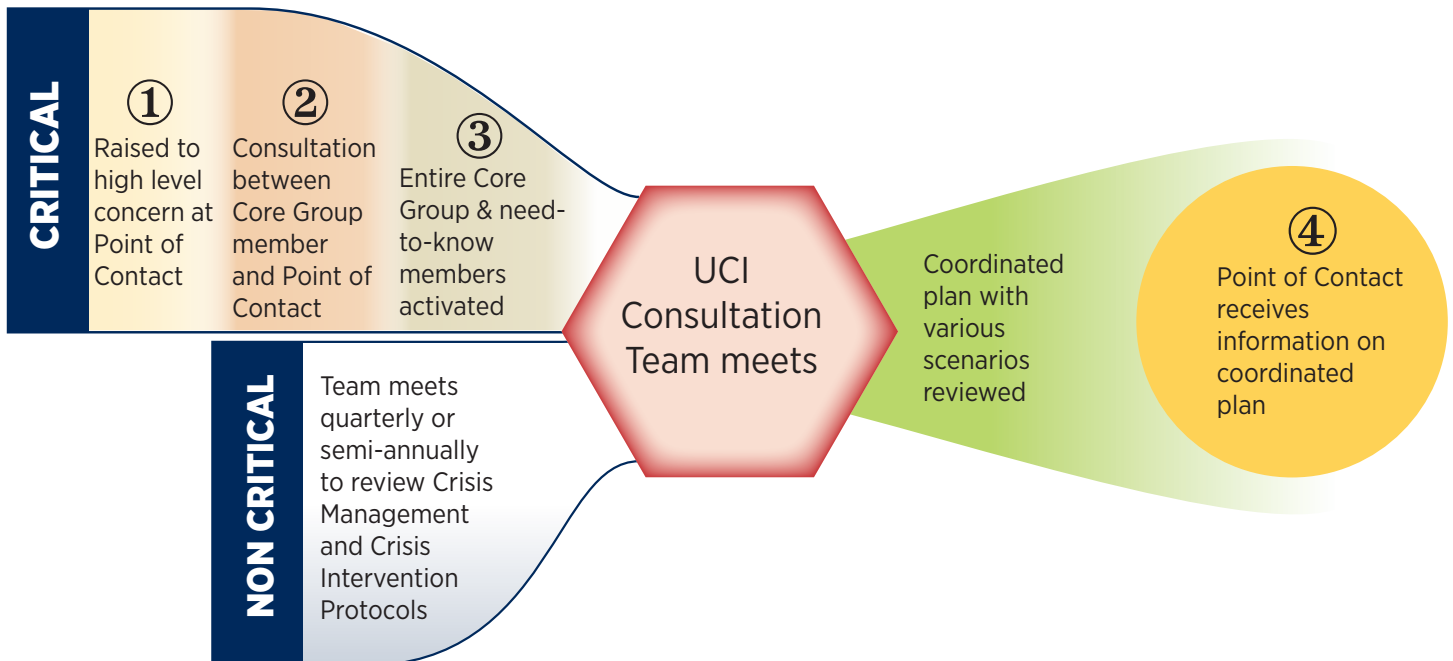 CRITICAL
①
Raised to
high level
concern at
Point of
Contact
②
Consultation
between
Core Group
member
and Point of
Contact
③
Entire Core
Group & need-
to-know
members
activated
NON CRITICAL
Team meets
quarterly or
semi-annually
to review Crisis
Management
and Crisis
Intervention
Protocols
UCI
Consultation
Team meets
Coordinated
plan with
various
scenarios
reviewed
④
Point of Contact
receives
information on
coordinated
plan